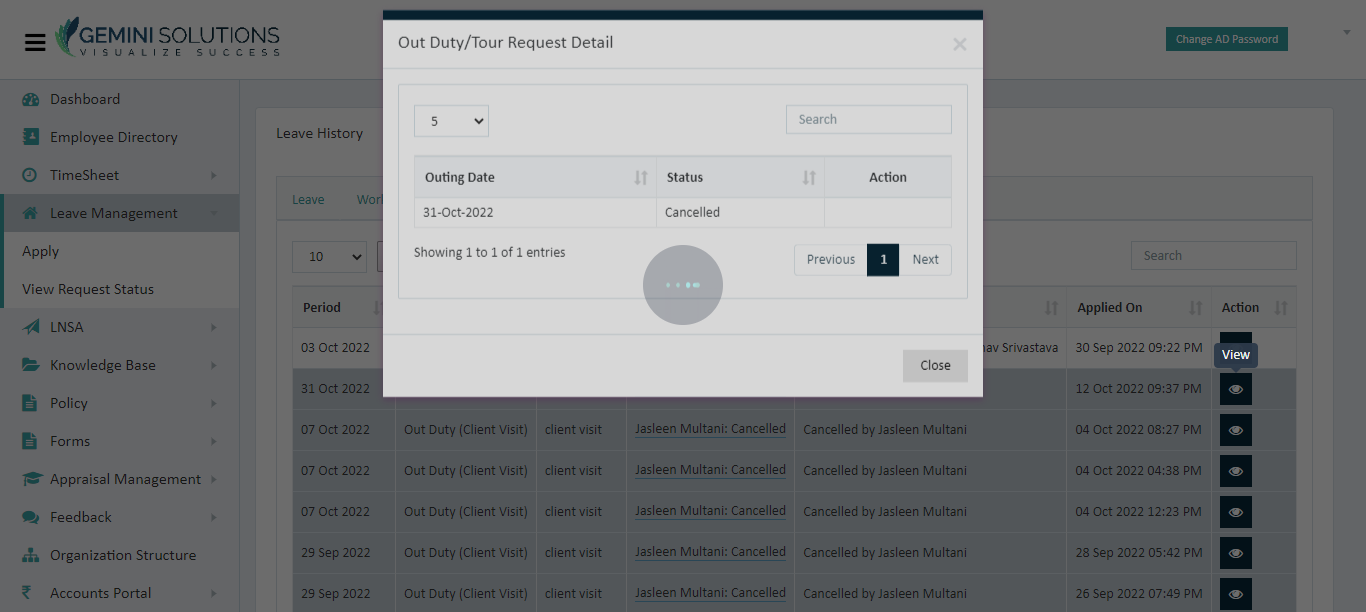 GEMINI SOLUTIONS
VISUALIZE SUCCESS
Change AD Password
Dashboard
Employee Directory
TimeSheet
Leave Management
Apply
View Request Status
LNSA
Knowledge Base
Policy
Forms
Appraisal Management
Feedback
Organization Structure
Accounts Portal
Out Duty/Tour Request Detail
×
5
Search
Outing Date Status Action
31-Oct-2022 Cancelled
Showing 1 to 1 of 1 entries
Previous 1 Next
Close
Leave History
Leave
10
Search
Period Applied On Action
03 Oct 2022 Srivastava 30 Sep 2022 09:22 PM
View
31 Oct 2022 12 Oct 2022 09:37 PM
07 Oct 2022 Out Duty (Client Visit) client visit Jasleen Multani: Cancelled Cancelled by Jasleen Multani 04 Oct 2022 08:27 PM
07 Oct 2022 Out Duty (Client Visit) client visit Jasleen Multani: Cancelled Cancelled by Jasleen Multani 04 Oct 2022 04:38 PM
07 Oct 2022 Out Duty (Client Visit) client visit Jasleen Multani: Cancelled Cancelled by Jasleen Multani 04 Oct 2022 12:23 PM
29 Sep 2022 Out Duty (Client Visit) client visit Jasleen Multani: Cancelled Cancelled by Jasleen Multani 28 Sep 2022 05:42 PM
29 Sep 2022 Out Duty (Client Visit) client visit Jasleen Multani: Cancelled Cancelled by Jasleen Multani 26 Sep 2022 07:49 PM